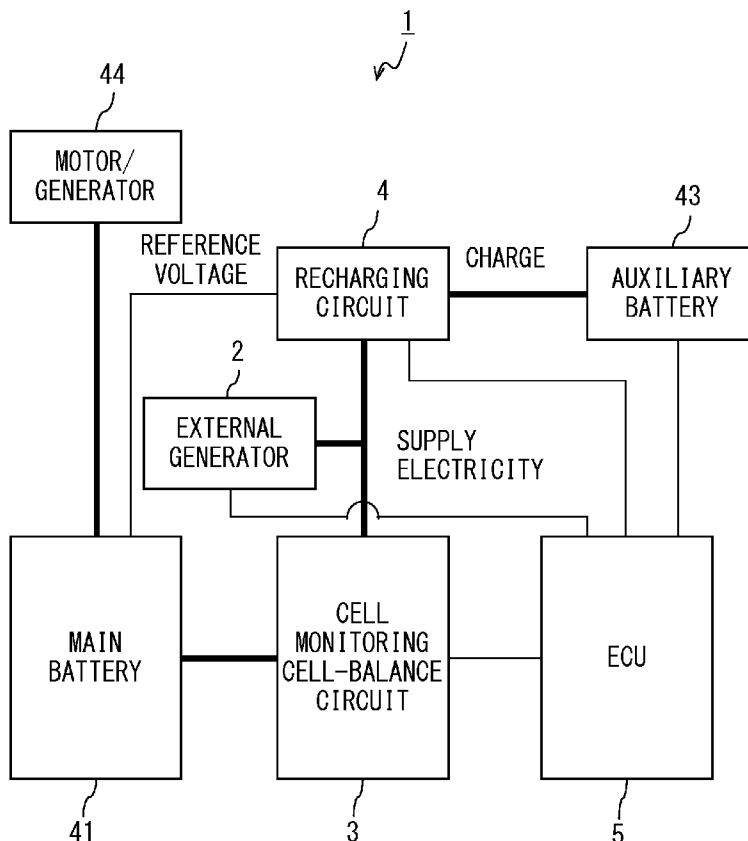 1
44
MOTOR/
GENERATOR
4
43
REFERENCE
VOLTAGE
RECHARGING
CIRCUIT
CHARGE
AUXILIARY
BATTERY
2
EXTERNAL
GENERATOR
SUPPLY
ELECTRICITY
MAIN
BATTERY
CELL
MONITORING
CELL-BALANCE
CIRCUIT
ECU
41
3
5